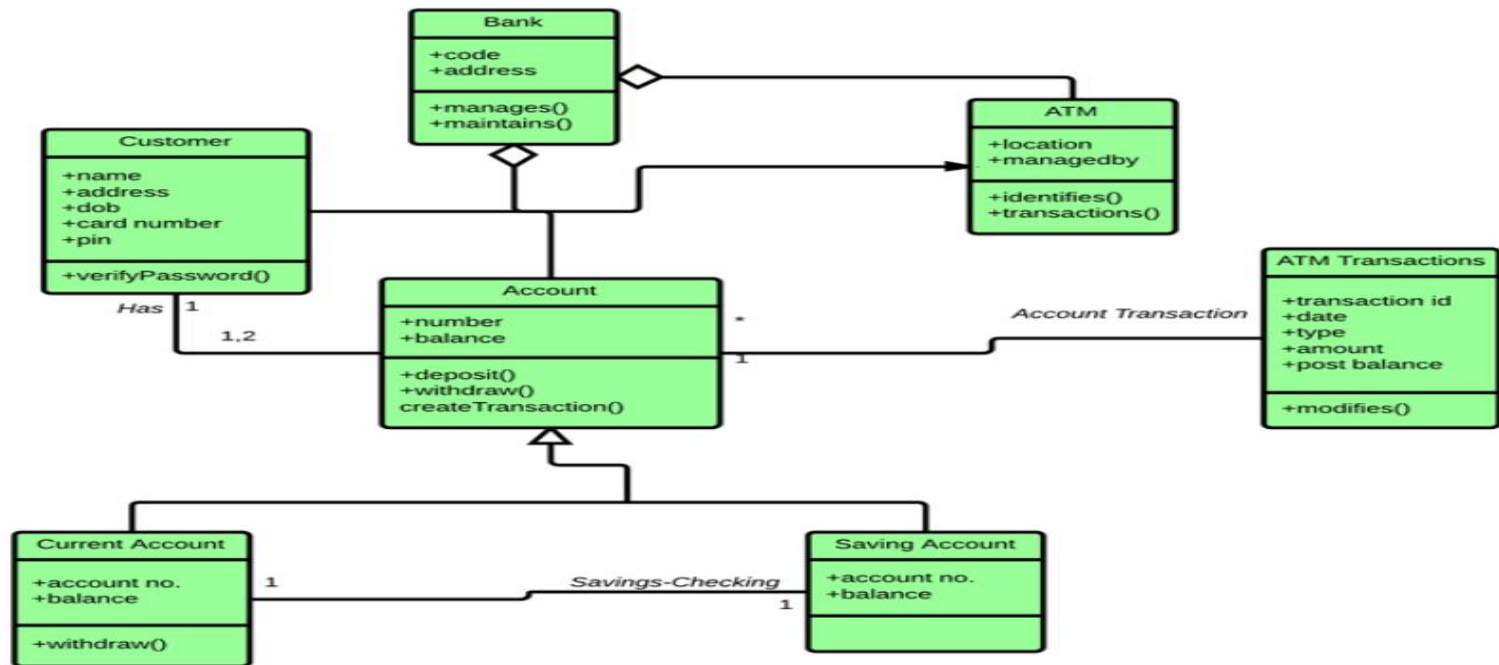 Bank
+code
+address
+manages()
+maintains()
ATM
+location
+managedby
+identifies()
+transactions()
Customer
+name
+address
+dob
+card number
+pin
+verifyPassword()
Has
1
1,2
Account
+number
+balance
+deposit()
+withdraw()
createTransaction()
*
1
Account Transaction
ATM Transactions
+transaction id
+date
+type
+amount
+post balance
+modifies()
Current Account
+account no.
+balance
+withdraw()
1
Savings-Checking
1
Saving Account
+account no.
+balance